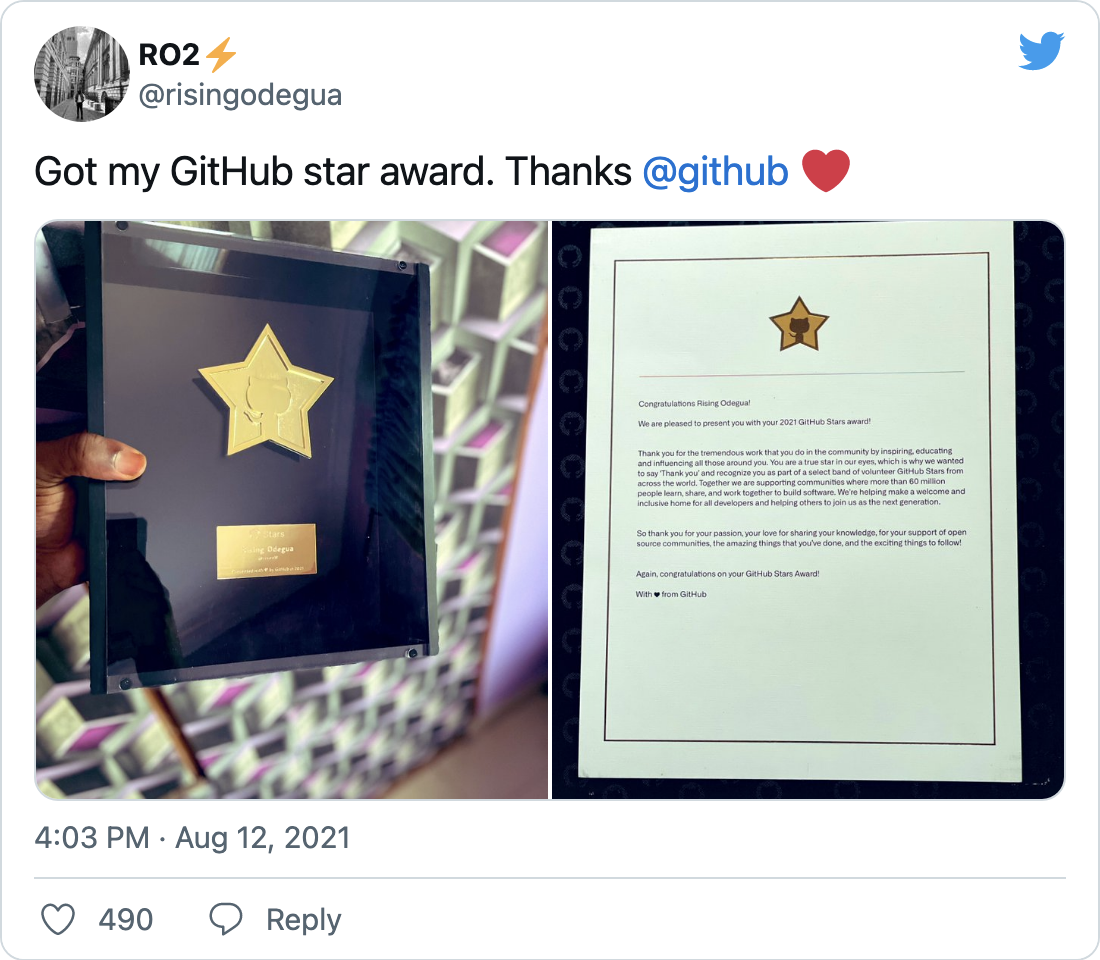 RO2⚡
@risingodegua
Got my GitHub star award. Thanks @github ❤️
Stars
Rising Odegua
Congratulations Rising Odegua!
We are pleased to present you with your 2021 GitHub Stars award!
Thank you for the tremendous work that you do in the community by inspiring, educating
and influencing all those around you. You are a true star in our eyes, which is why we wanted
to say 'Thank you' and recognize you as part of a select band of volunteer GitHub Stars from
across the world. Together we are supporting communities where more than 60 million
people learn, share, and work together to build software. We're helping make a welcome and
inclusive home for all developers and helping others to join us as the next generation.
So thank you for your passion, your love for sharing your knowledge, for your support of open
source communities, the amazing things that you've done, and the exciting things to follow!
Again, congratulations on your GitHub Stars Award!
With ♥ from GitHub
4:03 PM · Aug 12, 2021
490 Reply